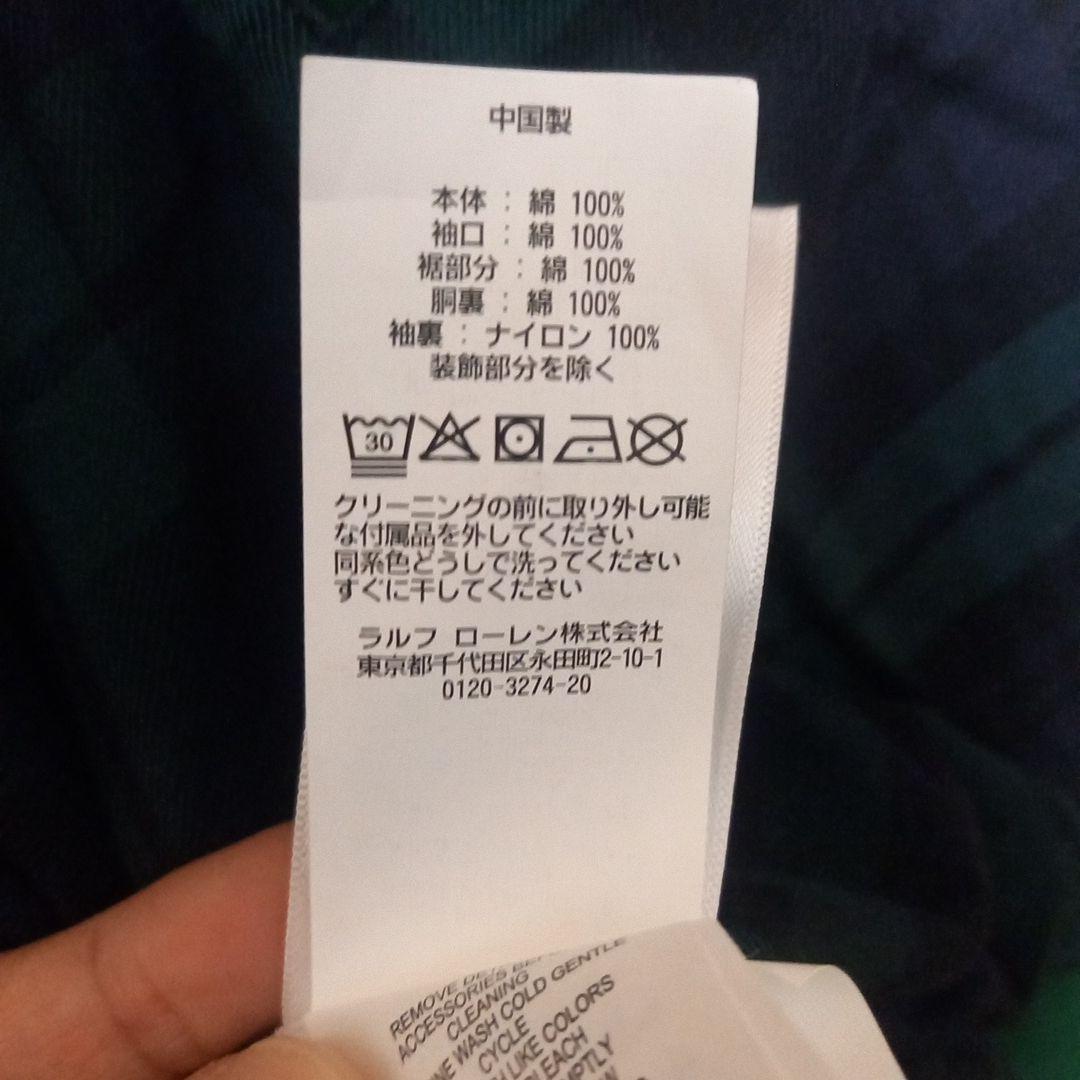 中国製
本体 : 綿 100%
袖口 : 綿 100%
裾部分 : 綿 100%
胴裏 : 綿 100%
袖裏 : ナイロン 100%
装飾部分を除く
30
クリーニングの前に取り外し可能
な付属品を外してください
同系色どうしで洗ってください
すぐに干してください
ラルフ ローレン株式会社
東京都千代田区永田町2-10-1
0120-3274-20
REMOVE
ACCESSORIES
CLEANING
WASH COLD GENTLE
CYCLE
LIKE COLORS